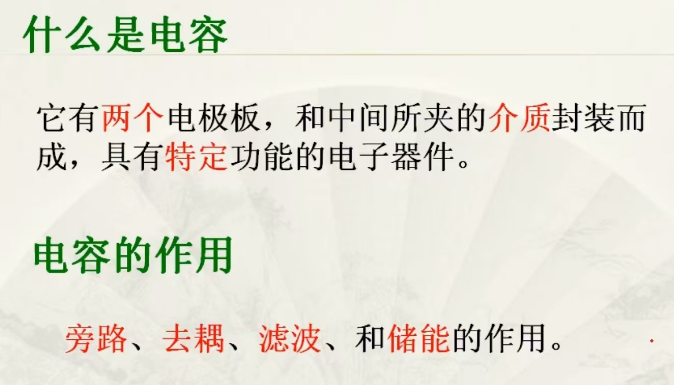 什么是电容
它有两个电极板，和中间所夹的介质封装而
成，具有特定功能的电子器件。
电容的作用
旁路、去耦、滤波、和储能的作用。